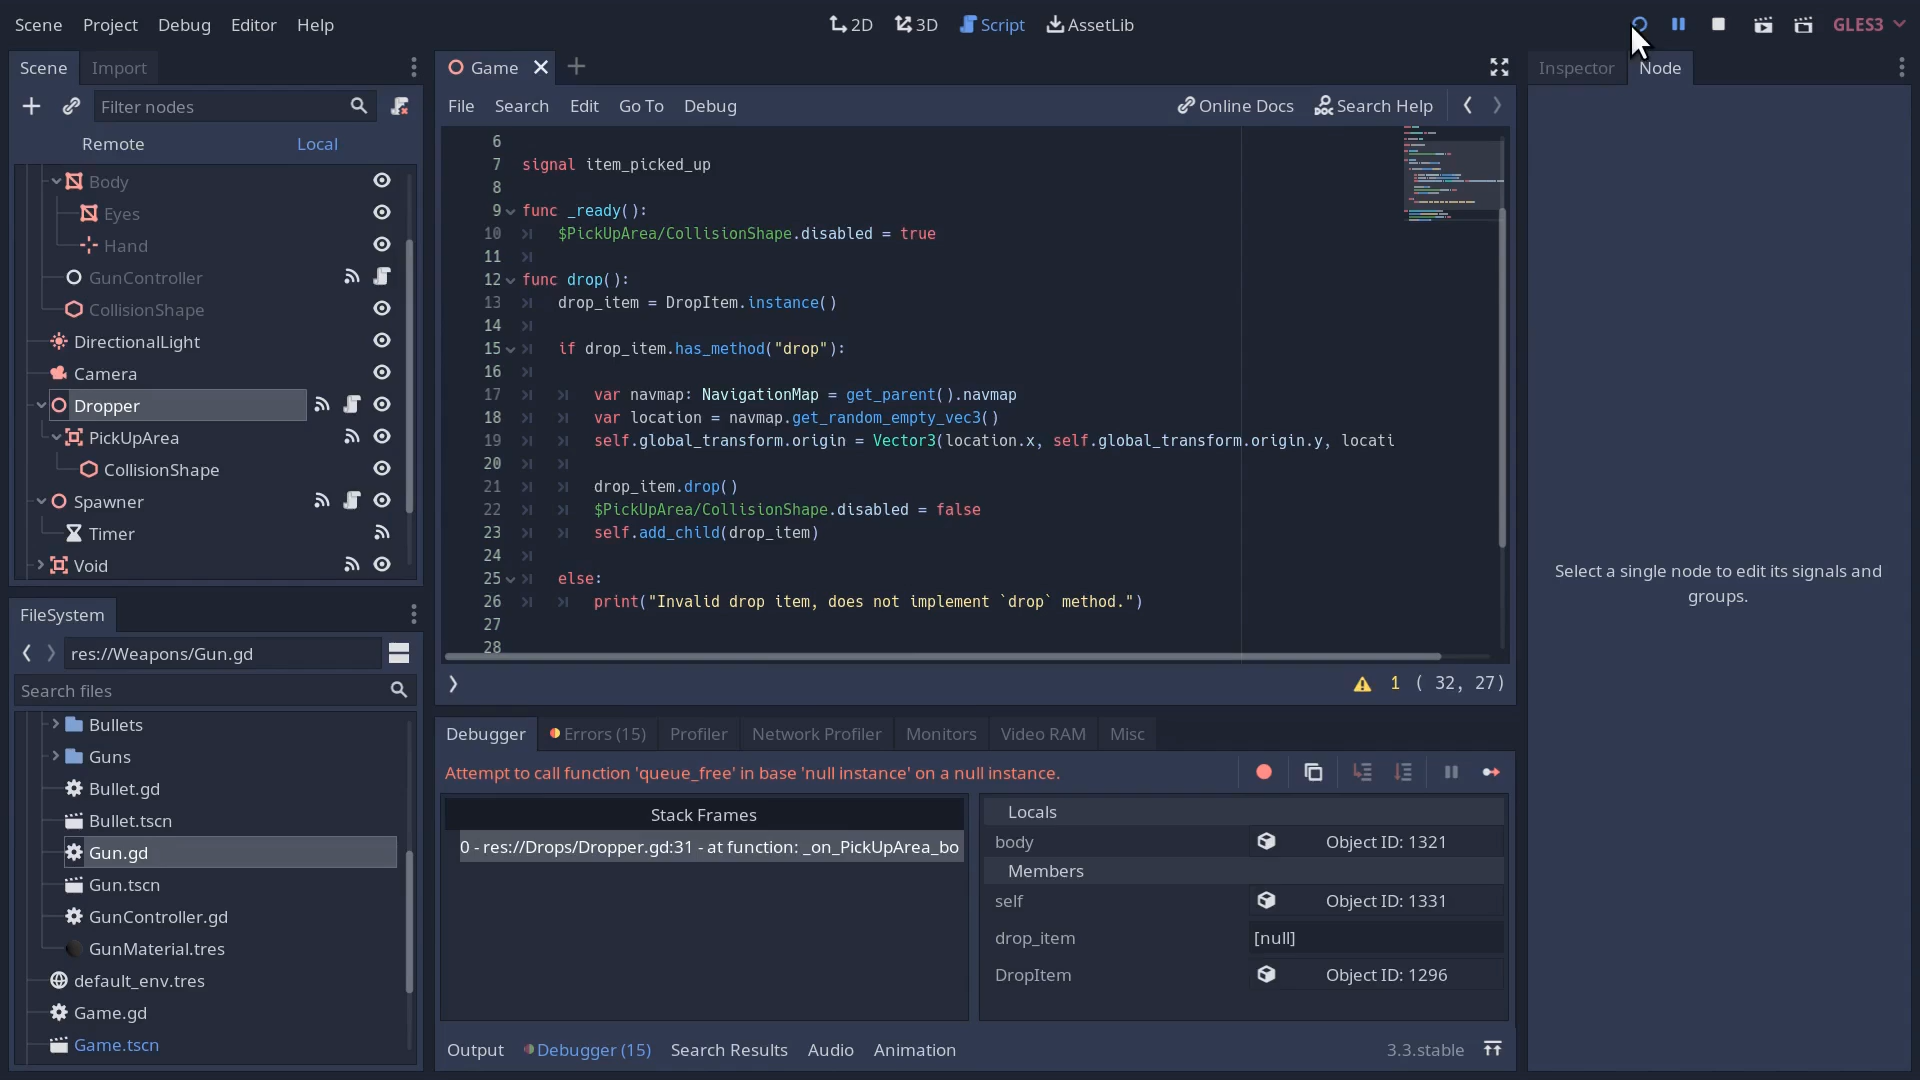 Scene Project Debug Editor Help
2D 3D Script AssetLib
GLES3
Scene Import
Filter nodes
Remote Local
Body
Eyes
Hand
GunController
CollisionShape
DirectionalLight
Camera
Dropper
PickUpArea
CollisionShape
Spawner
Timer
Void
FileSystem
res://Weapons/Gun.gd
Search files
Bullets
Guns
Bullet.gd
Bullet.tscn
Gun.gd
Gun.tscn
GunController.gd
GunMaterial.tres
default_env.tres
Game.gd
Game.tscn
Game
File Search Edit Go To Debug
Online Docs Search Help
6
7 signal item_picked_up
8
9 func _ready():
10 $PickUpArea/CollisionShape.disabled = true
11
12 func drop():
13 drop_item = DropItem.instance()
14
15 if drop_item.has_method("drop"):
16
17 var navmap: NavigationMap = get_parent().navmap
18 var location = navmap.get_random_empty_vec3()
19 self.global_transform.origin = Vector3(location.x, self.global_transform.origin.y, locati
20
21 drop_item.drop()
22 $PickUpArea/CollisionShape.disabled = false
23 self.add_child(drop_item)
24
25 else:
26 print("Invalid drop item, does not implement `drop` method.")
27
28
1 ( 32, 27)
Debugger Errors (15) Profiler Network Profiler Monitors Video RAM Misc
Attempt to call function 'queue_free' in base 'null instance' on a null instance.
Stack Frames
0 - res://Drops/Dropper.gd:31 - at function: _on_PickUpArea_bo
Locals
body Object ID: 1321
Members
self Object ID: 1331
drop_item [null]
DropItem Object ID: 1296
Output Debugger (15) Search Results Audio Animation
3.3.stable
Inspector Node
Select a single node to edit its signals and
groups.